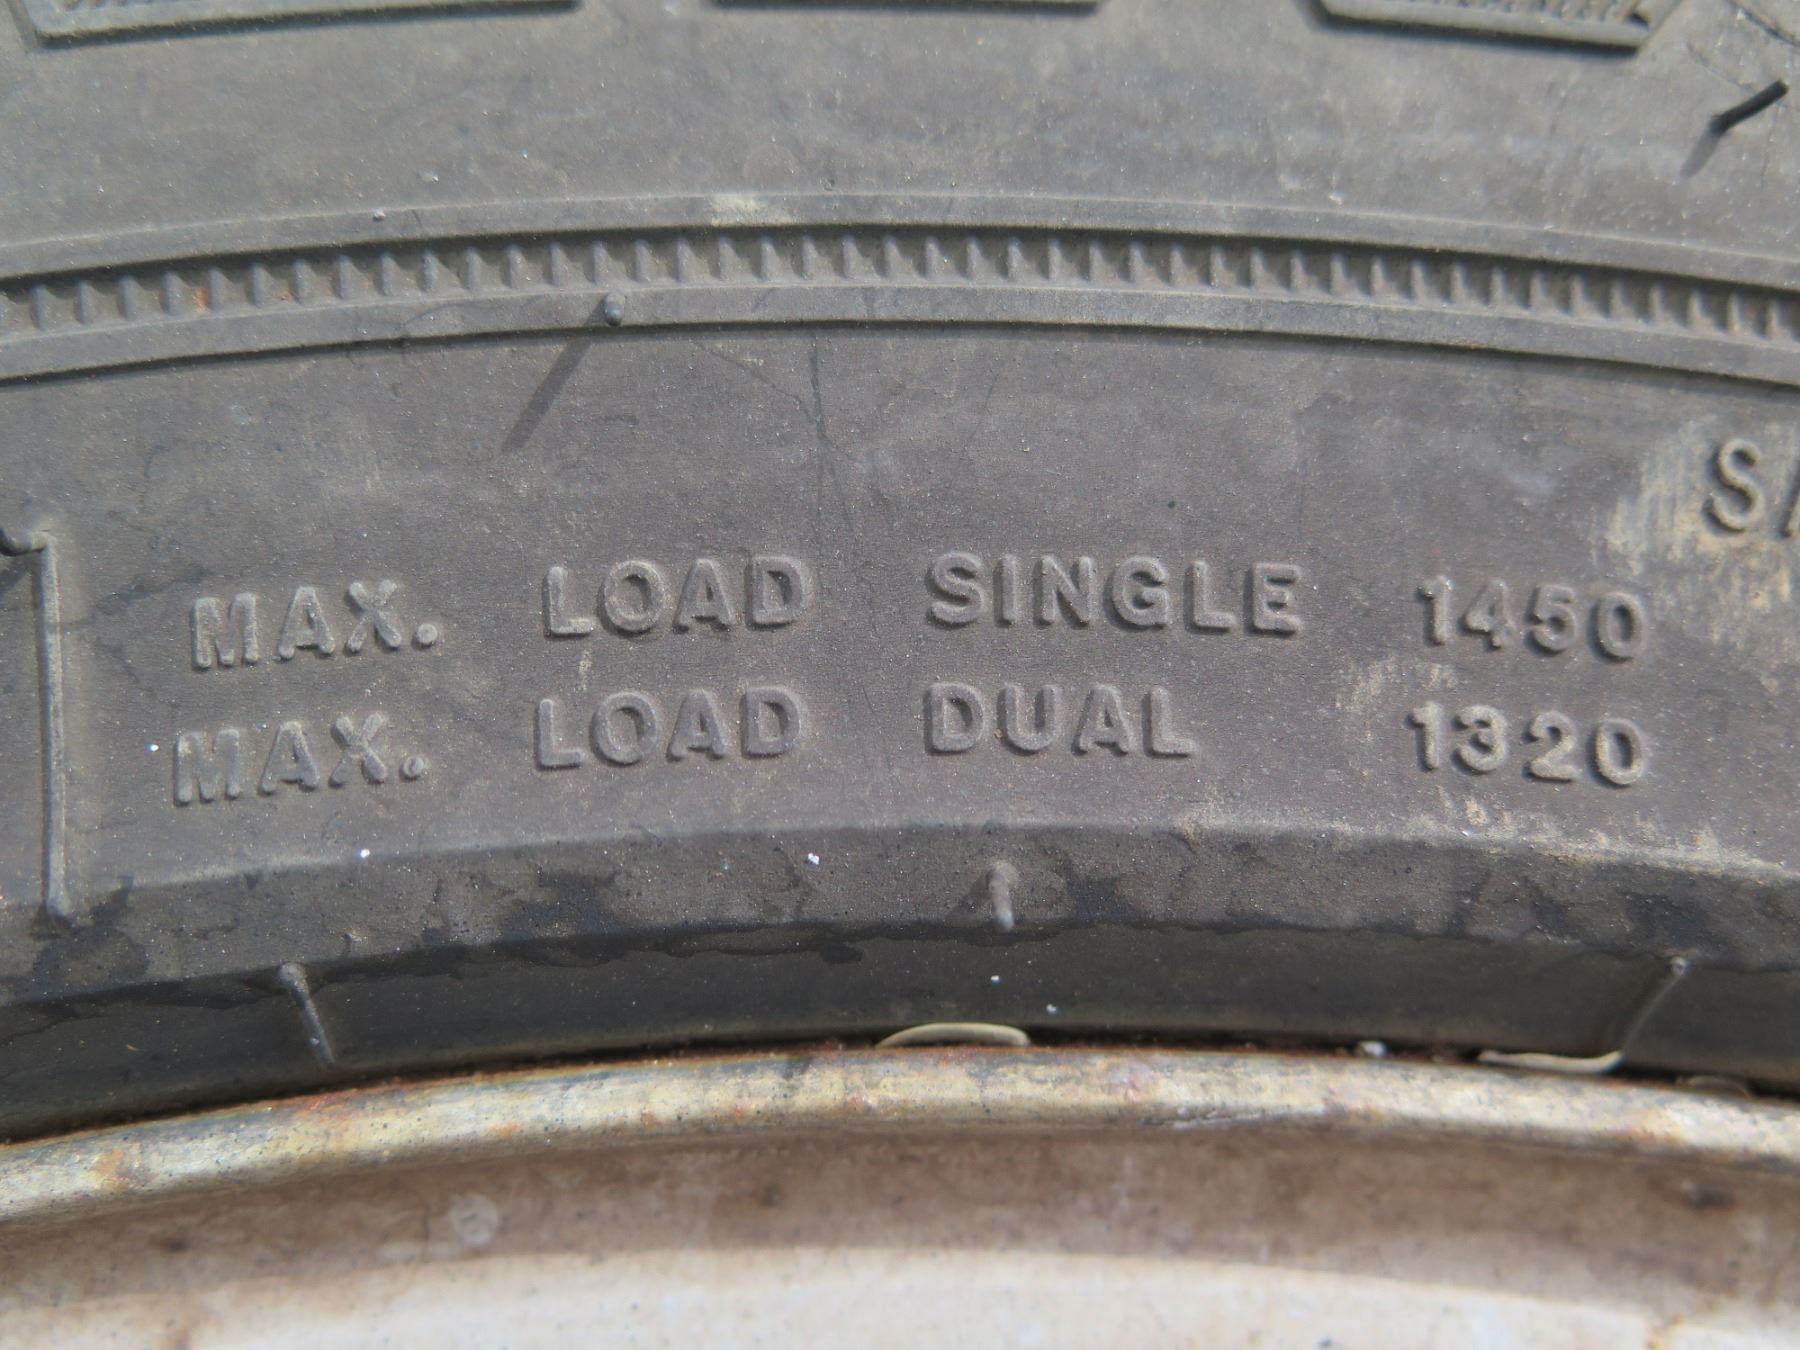 MAX. LOAD SINGLE 1450
MAX. LOAD DUAL 1320